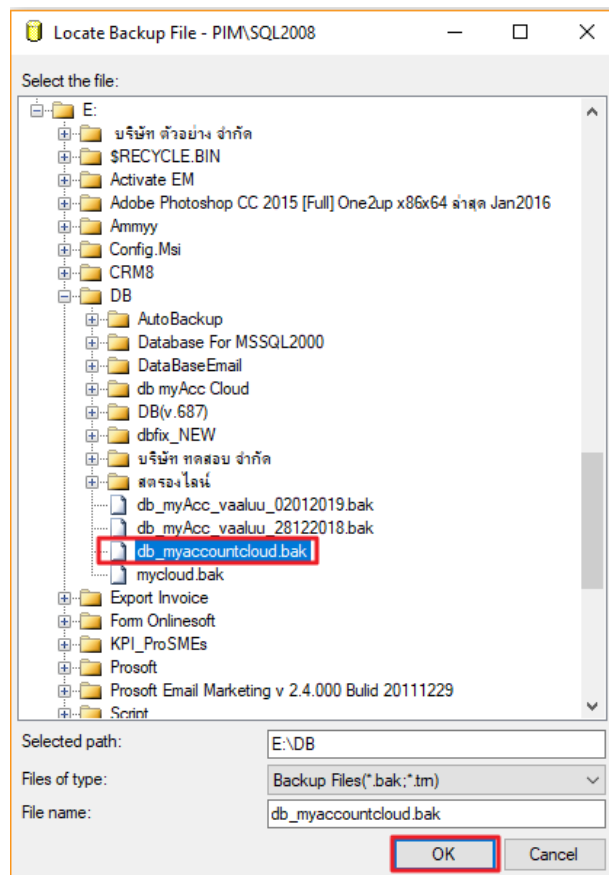 Locate Backup File - PIM\SQL2008
Select the file:
E:
บริษัท ตัวอย่าง จำกัด
$RECYCLE.BIN
Activate EM
Adobe Photoshop CC 2015 [Full] One2up x86x64 ล่าสุด Jan2016
Ammyy
Config.Msi
CRM8
DB
AutoBackup
Database For MSSQL2000
DataBaseEmail
db myAcc Cloud
DB(v.687)
dbfix_NEW
บริษัท ทดสอบ จำกัด
สตรองไลน์
db_myAcc_vaaluu_02012019.bak
db_myAcc_vaaluu_28122018.bak
db_myaccountcloud.bak
mycloud.bak
Export Invoice
Form Onlinesoft
KPI_ProSMEs
Prosoft
Prosoft Email Marketing v 2.4.000 Bulid 20111229
Script
Selected path:
E:\DB
Files of type:
Backup Files(*.bak;*.trn)
File name:
db_myaccountcloud.bak
OK
Cancel